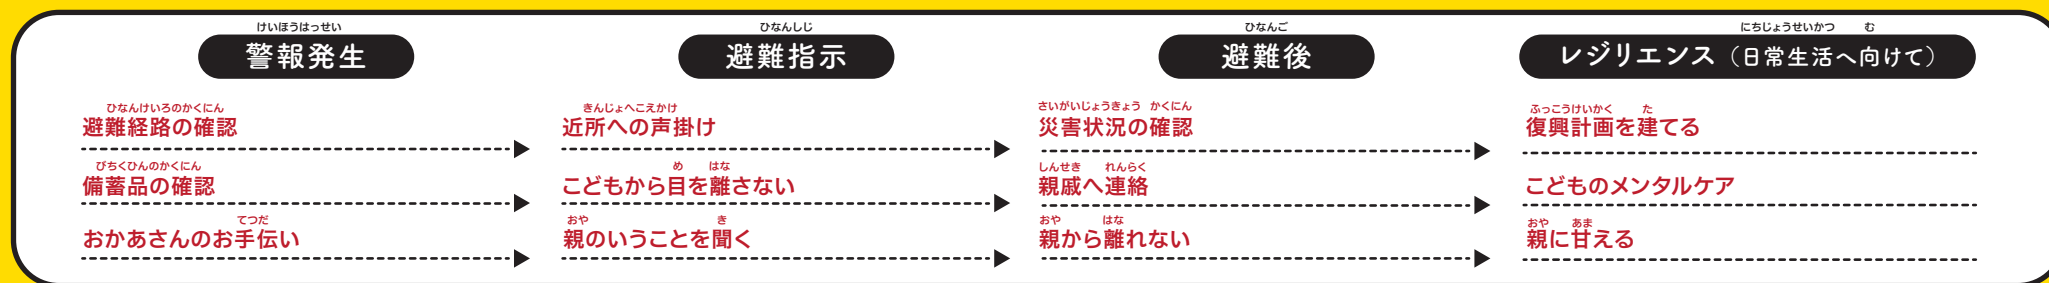 けいほうはっせい ひなんしじ ひなんご にちじょうせいかつ む
警報発生 避難指示 避難後 レジリエンス（日常生活へ向けて）
ひなんけいろのかくにん きんじょへこえかけ さいがいじょうきょう かくにん ふっこうけいかく た
避難経路の確認 近所への声掛け 災害状況の確認 復興計画を建てる
びちくひんのかくにん め はな しんせき れんらく
備蓄品の確認 こどもから目を離さない 親戚へ連絡 こどものメンタルケア
てつだ おや き おや はな おや あま
おかあさんのお手伝い 親のいうことを聞く 親から離れない 親に甘える